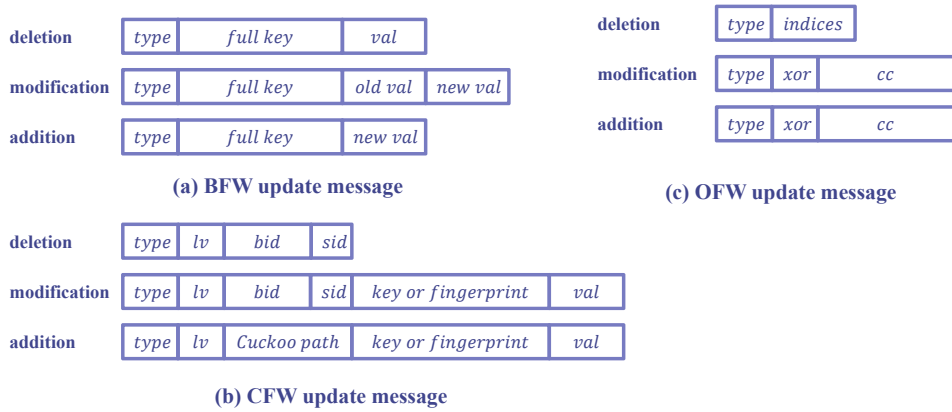 deletion type full key val
modification type full key old val new val
addition type full key new val
(a) BFW update message
deletion type indices
modification type xor cc
addition type xor cc
(c) OFW update message
deletion type lv bid sid
modification type lv bid sid key or fingerprint val
addition type lv Cuckoo path key or fingerprint val
(b) CFW update message